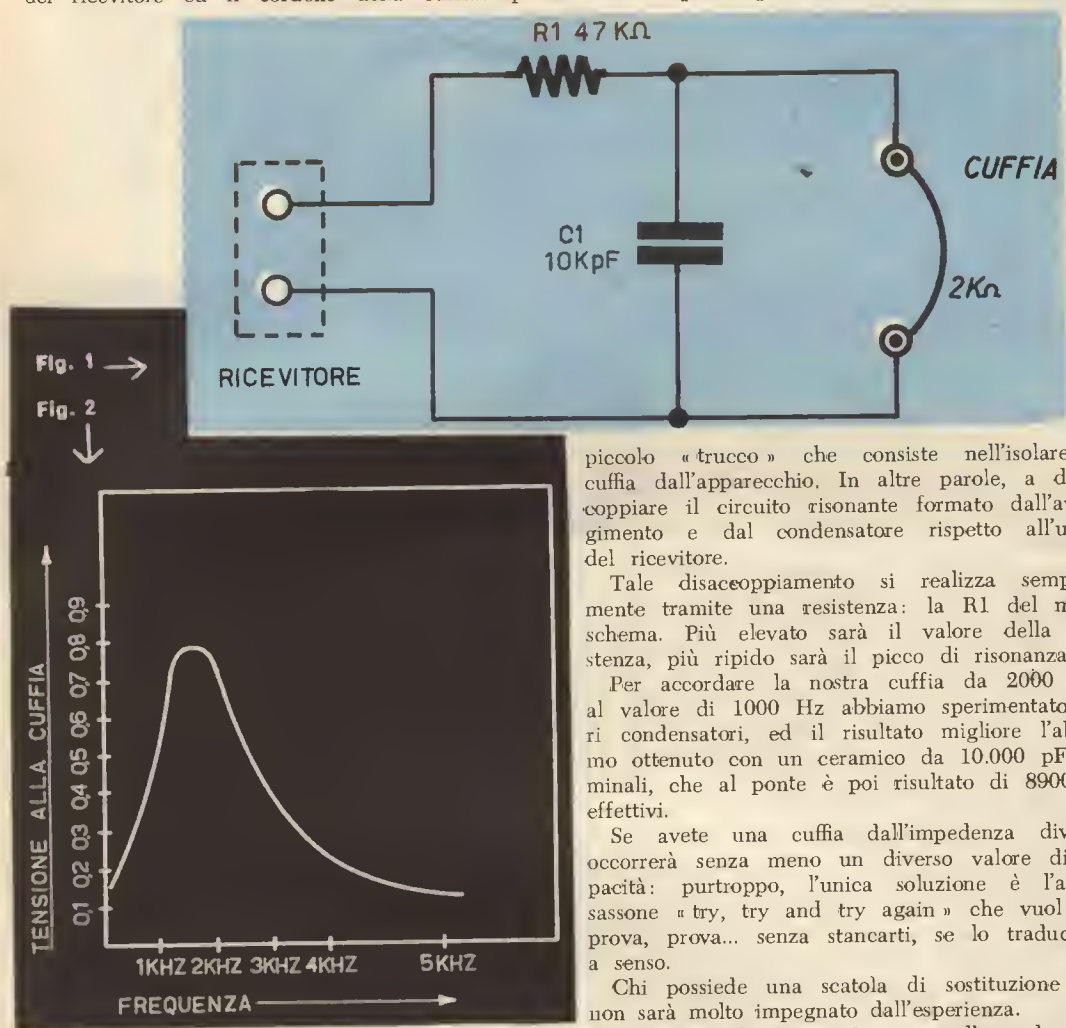 R1 47 KΩ
C1
10KpF
CUFFIA
2KΩ
RICEVITORE
Fig. 1 →
Fig. 2
↓
TENSIONE ALLA CUFFIA
0,1 0,2 0,3 0,4 0,5 0,6 0,7 0,8 0,9
1KHZ 2KHZ 3KHZ 4KHZ 5KHZ
FREQUENZA
piccolo « trucco » che consiste nell'isolare
cuffia dall'apparecchio. In altre parole, a d
coppiare il circuito risonante formato dall'a
gimento e dal condensatore rispetto all'u
del ricevitore.
Tale disaccoppiamento si realizza semp
mente tramite una resistenza: la R1 del n
schema. Più elevato sarà il valore della
stenza, più ripido sarà il picco di risonanza
Per accordare la nostra cuffia da 2000
al valore di 1000 Hz abbiamo sperimentato
ri condensatori, ed il risultato migliore l'a
mo ottenuto con un ceramico da 10.000 pF
minali, che al ponte è poi risultato di 8900
effettivi.
Se avete una cuffia dall'impedenza div
occorrerà senza meno un diverso valore di
pacità: purtroppo, l'unica soluzione è l'a
sassone « try, try and try again » che vuol
prova, prova... senza stancarti, se lo traduc
a senso.
Chi possiede una scatola di sostituzione
non sarà molto impegnato dall'esperienza.